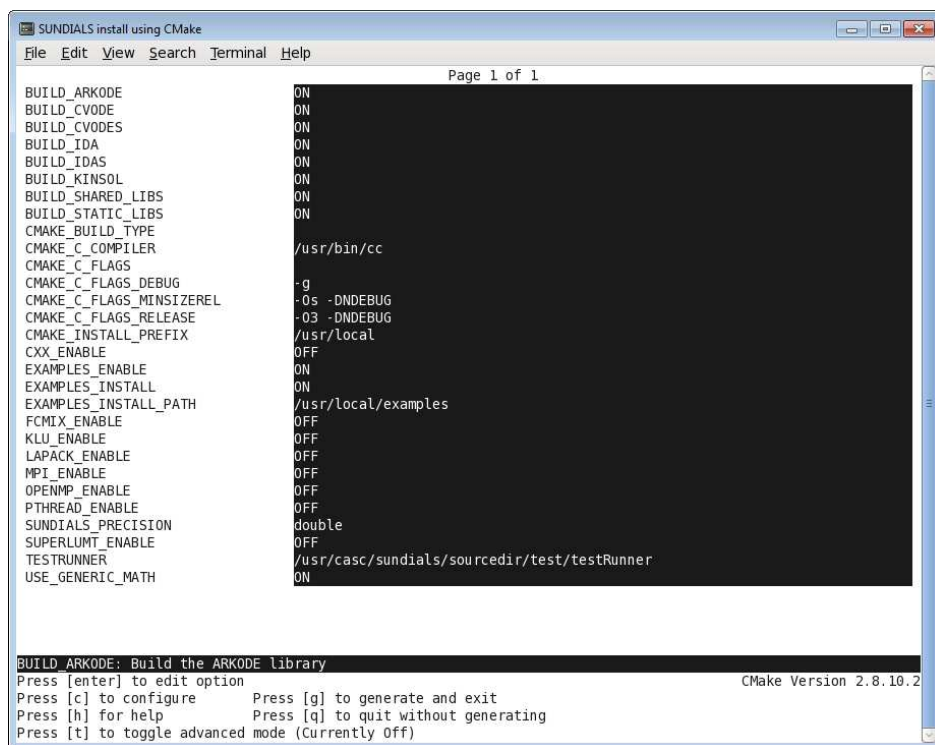 SUNDIALS install using CMake
File Edit View Search Terminal Help
Page 1 of 1
BUILD_ARKODE ON
BUILD_CVODE ON
BUILD_CVODES ON
BUILD_IDA ON
BUILD_IDAS ON
BUILD_KINSOL ON
BUILD_SHARED_LIBS ON
BUILD_STATIC_LIBS ON
CMAKE_BUILD_TYPE
CMAKE_C_COMPILER /usr/bin/cc
CMAKE_C_FLAGS
CMAKE_C_FLAGS_DEBUG -g
CMAKE_C_FLAGS_MINSIZEREL -Os -DNDEBUG
CMAKE_C_FLAGS_RELEASE -O3 -DNDEBUG
CMAKE_INSTALL_PREFIX /usr/local
CXX_ENABLE OFF
EXAMPLES_ENABLE ON
EXAMPLES_INSTALL ON
EXAMPLES_INSTALL_PATH /usr/local/examples
FCMIX_ENABLE OFF
KLU_ENABLE OFF
LAPACK_ENABLE OFF
MPI_ENABLE OFF
OPENMP_ENABLE OFF
PTHREAD_ENABLE OFF
SUNDIALS_PRECISION double
SUPERLUMT_ENABLE OFF
TESTRUNNER /usr/casc/sundials/sourcedir/test/testRunner
USE_GENERIC_MATH ON
BUILD_ARKODE: Build the ARKODE library
Press [enter] to edit option CMake Version 2.8.10.2
Press [c] to configure Press [g] to generate and exit
Press [h] for help Press [q] to quit without generating
Press [t] to toggle advanced mode (Currently Off)